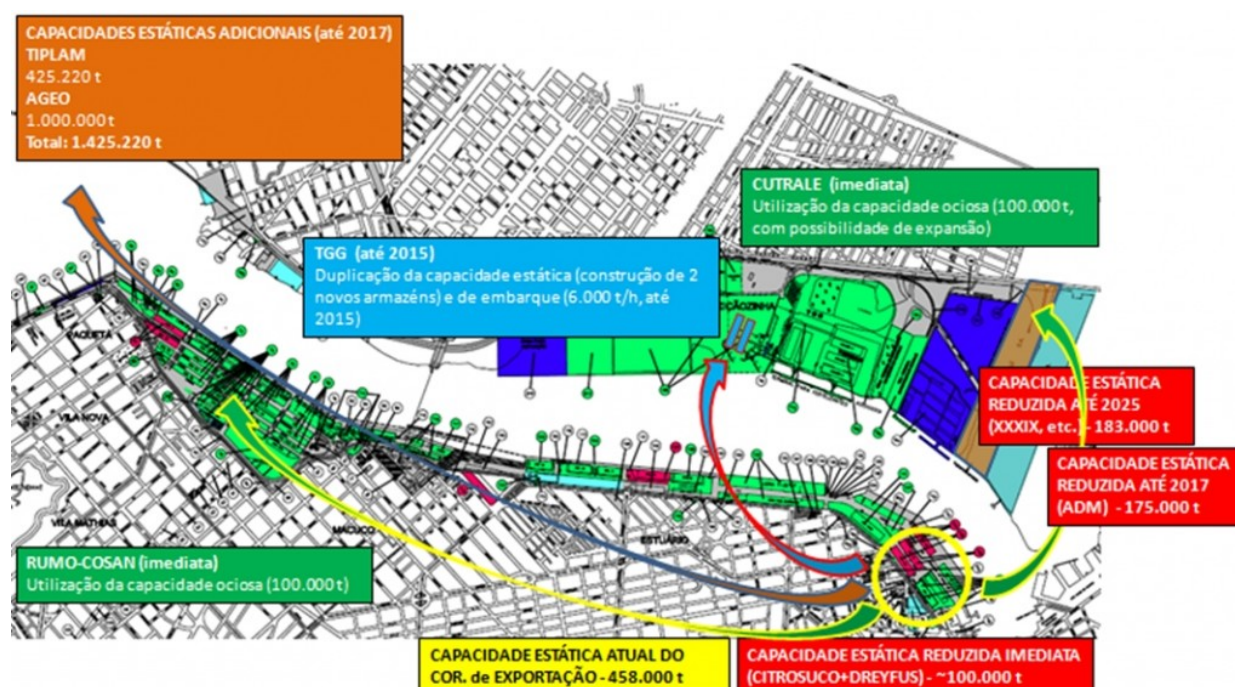 CAPACIDADES ESTÁTICAS ADICIONAIS (até 2017)
TIPLAM
425.220 t
AGEO
1.000.000 t
Total: 1.425.220 t
CUTRALE (imediata)
Utilização da capacidade ociosa (100.000 t,
com possibilidade de expansão)
TGG (até 2015)
Duplicação da capacidade estática (construção de 2
novos armazéns) e de embarque (6.000 t/h, até
2015)
PAQUETÁ
VILA NOVA
VILA MATHIAS
MACUCO
ESTUÁRIO
CAPACIDADE ESTÁTICA
REDUZIDA ATÉ 2025
(XXXIX, etc.) - 183.000 t
CAPACIDADE ESTÁTICA
REDUZIDA ATÉ 2017
(ADM) - 175.000 t
RUMO-COSAN (imediata)
Utilização da capacidade ociosa (100.000 t)
CAPACIDADE ESTÁTICA ATUAL DO
COR. de EXPORTAÇÃO - 458.000 t
CAPACIDADE ESTÁTICA REDUZIDA IMEDIATA
(CITROSUCO+DREYFUS) - ~100.000 t